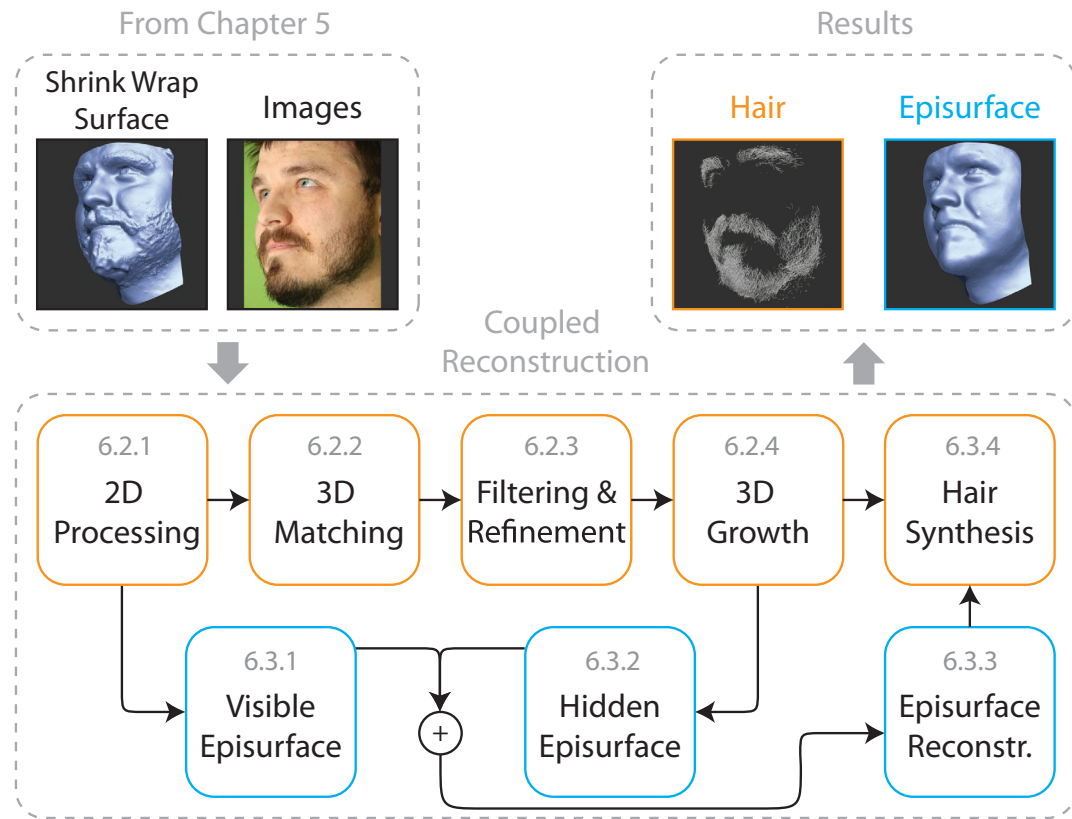 From Chapter 5
Shrink Wrap
Surface
Images
Results
Hair
Episurface
Coupled
Reconstruction
6.2.1
2D
Processing
6.2.2
3D
Matching
6.2.3
Filtering &
Refinement
6.2.4
3D
Growth
6.3.4
Hair
Synthesis
6.3.1
Visible
Episurface
+
6.3.2
Hidden
Episurface
6.3.3
Episurface
Reconstr.